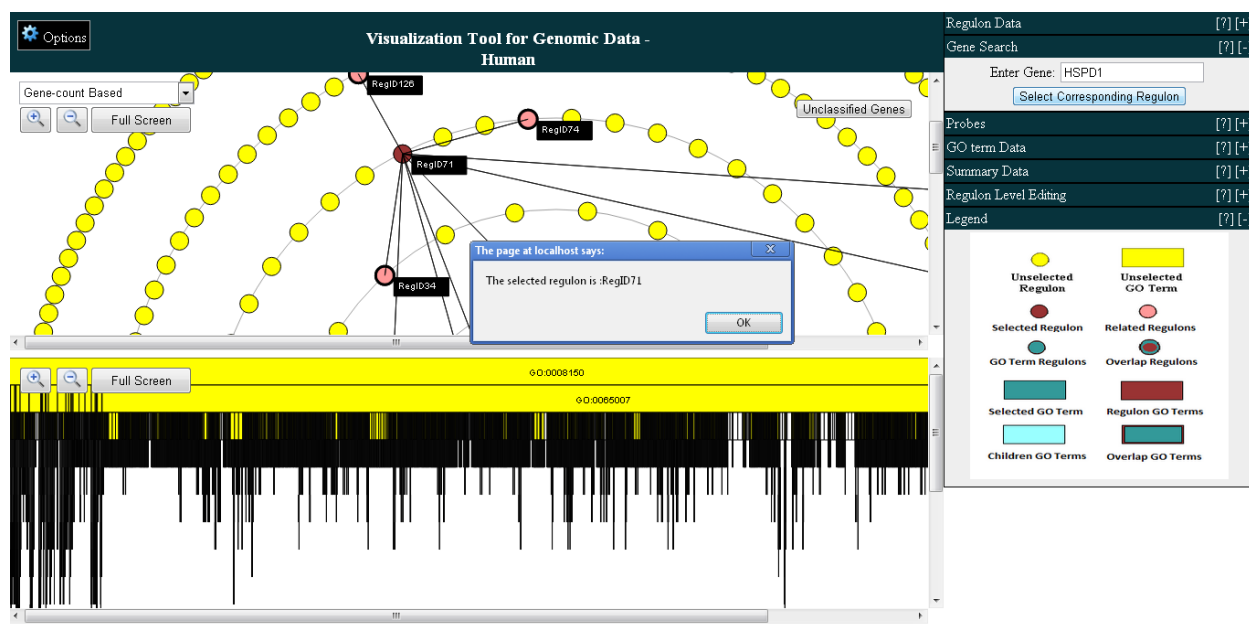 Options
Visualization Tool for Genomic Data -
Human
Gene-count Based
Full Screen
Unclassified Genes
RegID126
RegID74
RegID71
RegID34
The page at localhost says:
X
The selected regulon is :RegID71
OK
Full Screen
GO:0008150
GO:0065007
Regulon Data [?] [+
Gene Search [?] [-
Enter Gene: HSPD1
Select Corresponding Regulon
Probes [?] [+
GO term Data [?] [+
Summary Data [?] [+
Regulon Level Editing [?] [+
Legend [?] [-
Unselected Regulon
Unselected GO Term
Selected Regulon
Related Regulons
GO Term Regulons
Overlap Regulons
Selected GO Term
Regulon GO Terms
Children GO Terms
Overlap GO Terms